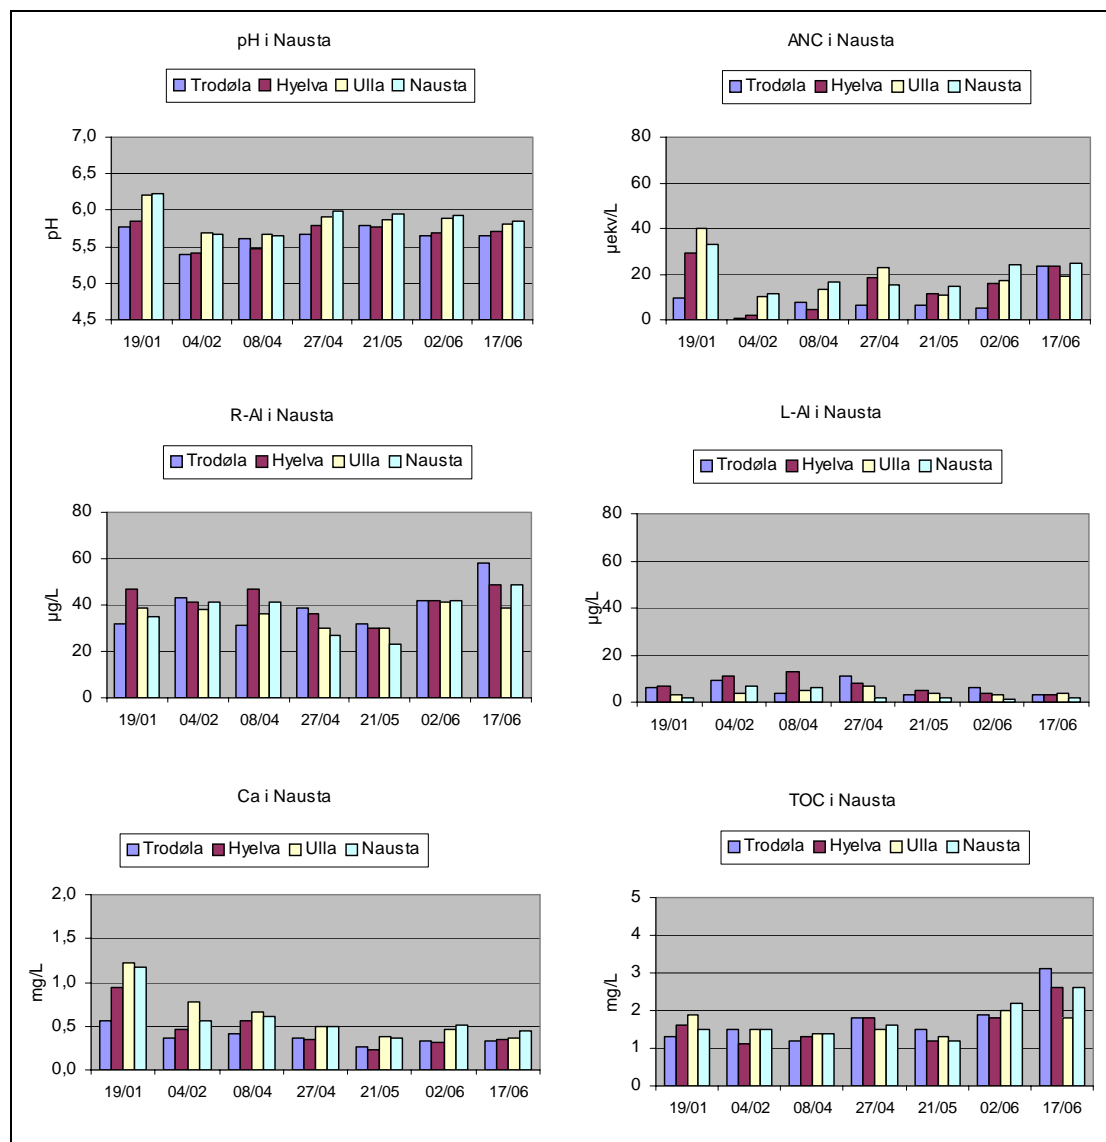 pH i Nausta
Trodøla Hyelva Ulla Nausta
7,0
6,5
6,0
5,5
5,0
4,5
pH
19/01 04/02 08/04 27/04 21/05 02/06 17/06
ANC i Nausta
Trodøla Hyelva Ulla Nausta
80
60
40
20
0
µekv/L
19/01 04/02 08/04 27/04 21/05 02/06 17/06
R-Al i Nausta
Trodøla Hyelva Ulla Nausta
80
60
40
20
0
µg/L
19/01 04/02 08/04 27/04 21/05 02/06 17/06
L-Al i Nausta
Trodøla Hyelva Ulla Nausta
80
60
40
20
0
µg/L
19/01 04/02 08/04 27/04 21/05 02/06 17/06
Ca i Nausta
Trodøla Hyelva Ulla Nausta
2,0
1,5
1,0
0,5
0,0
mg/L
19/01 04/02 08/04 27/04 21/05 02/06 17/06
TOC i Nausta
Trodøla Hyelva Ulla Nausta
5
4
3
2
1
0
mg/L
19/01 04/02 08/04 27/04 21/05 02/06 17/06